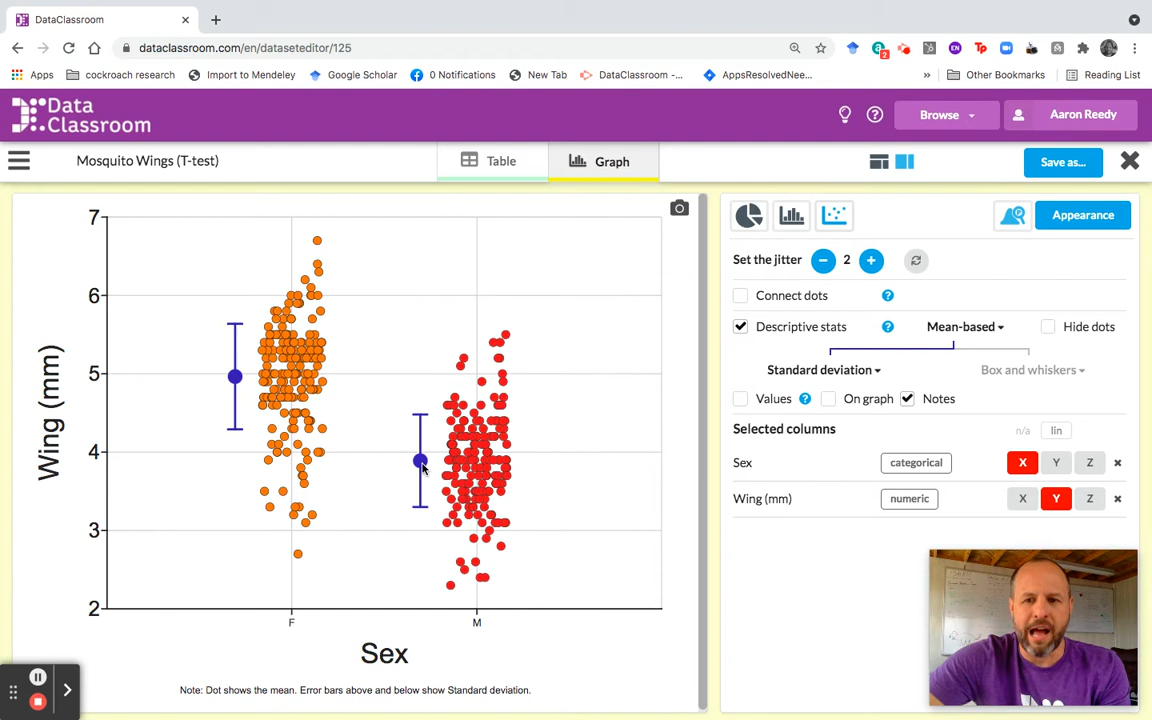 DataClassroom
dataclassroom.com/en/dataseteditor/125
2
EN
Tp
Apps
cockroach research
Import to Mendeley
Google Scholar
0 Notifications
New Tab
DataClassroom -...
AppsResolvedNee...
»
Other Bookmarks
Reading List
Data
Classroom
Browse
Aaron Reedy
Mosquito Wings (T-test)
Table
Graph
Save as...
P
Appearance
Set the jitter
2
Connect dots
Descriptive stats
Mean-based
Hide dots
Standard deviation
Box and whiskers
Values
On graph
Notes
Selected columns
n/a
lin
Sex
categorical
X
Y
Z
Wing (mm)
numeric
X
Y
Z
7
6
5
4
3
2
Wing (mm)
F
M
Sex
Note: Dot shows the mean. Error bars above and below show Standard deviation.